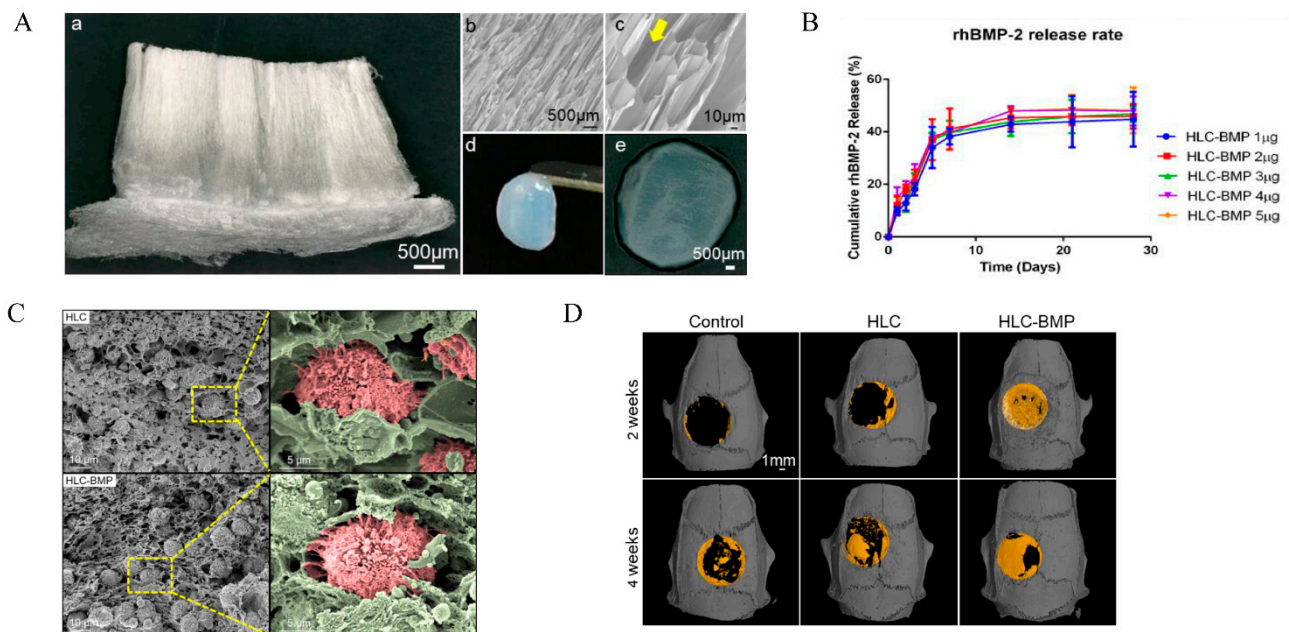 A
a
500μm
b
500μm
c
10μm
d
e
500μm
B
rhBMP-2 release rate
Cumulative rhBMP-2 Release (%)
60
40
20
0
0
10
20
30
Time (Days)
HLC-BMP 1μg
HLC-BMP 2μg
HLC-BMP 3μg
HLC-BMP 4μg
HLC-BMP 5μg
C
HLC
10 μm
5 μm
HLC-BMP
10 μm
5 μm
D
Control
HLC
HLC-BMP
2 weeks
1mm
4 weeks